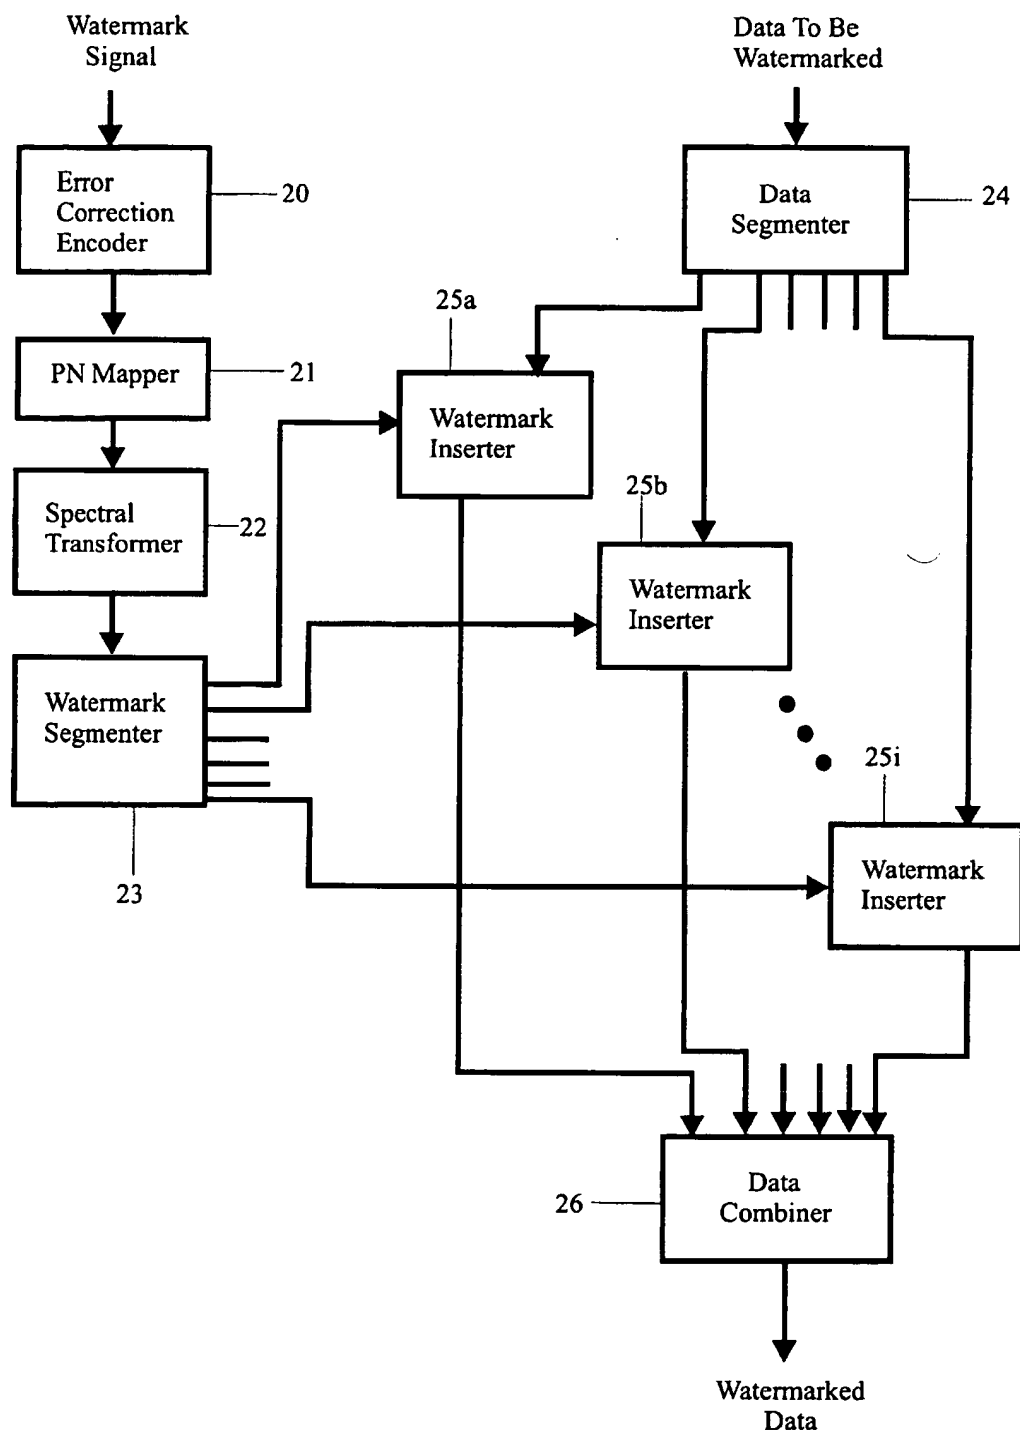 Watermark
Signal
Data To Be
Watermarked
Error
Correction
Encoder
20
Data
Segmenter
24
25a
PN Mapper
21
Watermark
Inserter
25b
Spectral
Transformer
22
Watermark
Inserter
Watermark
Segmenter
23
25i
Watermark
Inserter
26
Data
Combiner
Watermarked
Data